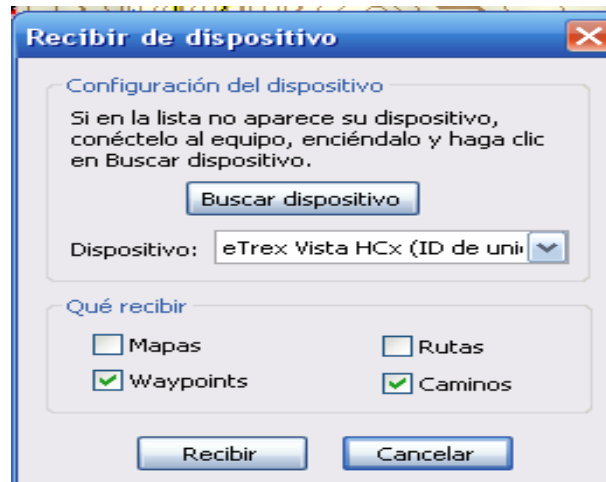 Recibir de dispositivo
Configuración del dispositivo
Si en la lista no aparece su dispositivo,
conéctelo al equipo, enciéndalo y haga clic
en Buscar dispositivo.
Buscar dispositivo
Dispositivo: eTrex Vista HCx (ID de uni
Qué recibir
Mapas Rutas
Waypoints Caminos
Recibir Cancelar